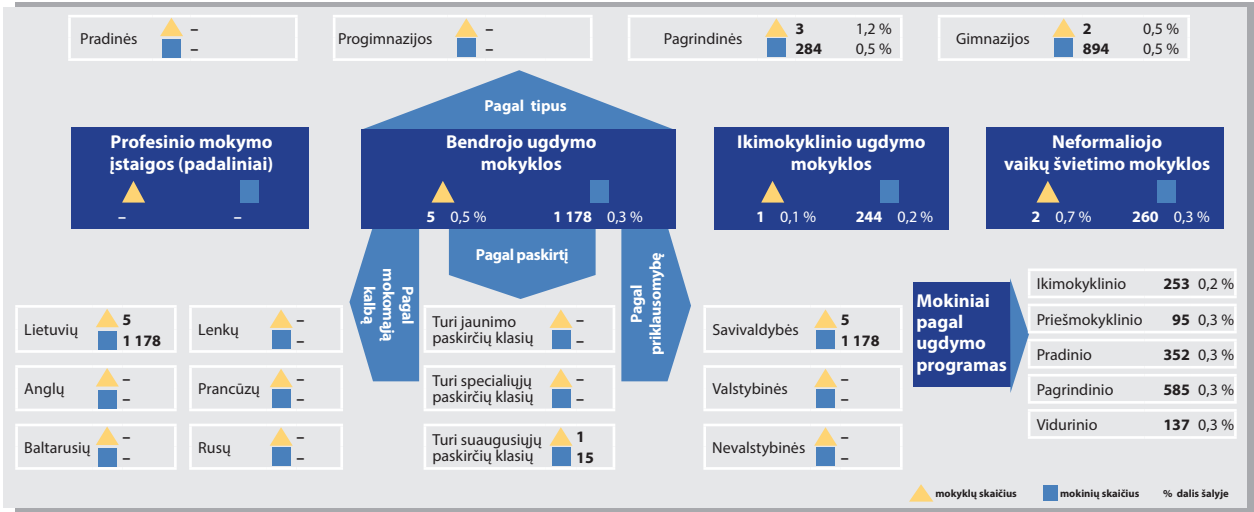 Pradinės
–
–
Progimnazijos
–
–
Pagrindinės
3 1,2 %
284 0,5 %
Gimnazijos
2 0,5 %
894 0,5 %
Pagal tipus
Profesinio mokymo
įstaigos (padaliniai)
– –
Bendrojo ugdymo
mokyklos
5 0,5 % 1 178 0,3 %
Ikimokyklinio ugdymo
mokyklos
1 0,1 % 244 0,2 %
Neformaliojo
vaikų švietimo mokyklos
2 0,7 % 260 0,3 %
Pagal
mokomąją
kalbą
Pagal paskirtį
Pagal
priklausomybę
Lietuvių
5
1 178
Lenkų
–
–
Anglų
–
–
Prancūzų
–
–
Baltarusių
–
–
Rusų
–
–
Turi jaunimo
paskirčių klasių
–
–
Turi specialiųjų
paskirčių klasių
–
–
Turi suaugusiųjų
paskirčių klasių
1
15
Savivaldybės
5
1 178
Valstybinės
–
–
Nevalstybinės
–
–
Mokiniai
pagal
ugdymo
programas
Ikimokyklinio 253 0,2 %
Priešmokyklinio 95 0,3 %
Pradinio 352 0,3 %
Pagrindinio 585 0,3 %
Vidurinio 137 0,3 %
mokyklų skaičius mokinių skaičius % dalis šalyje